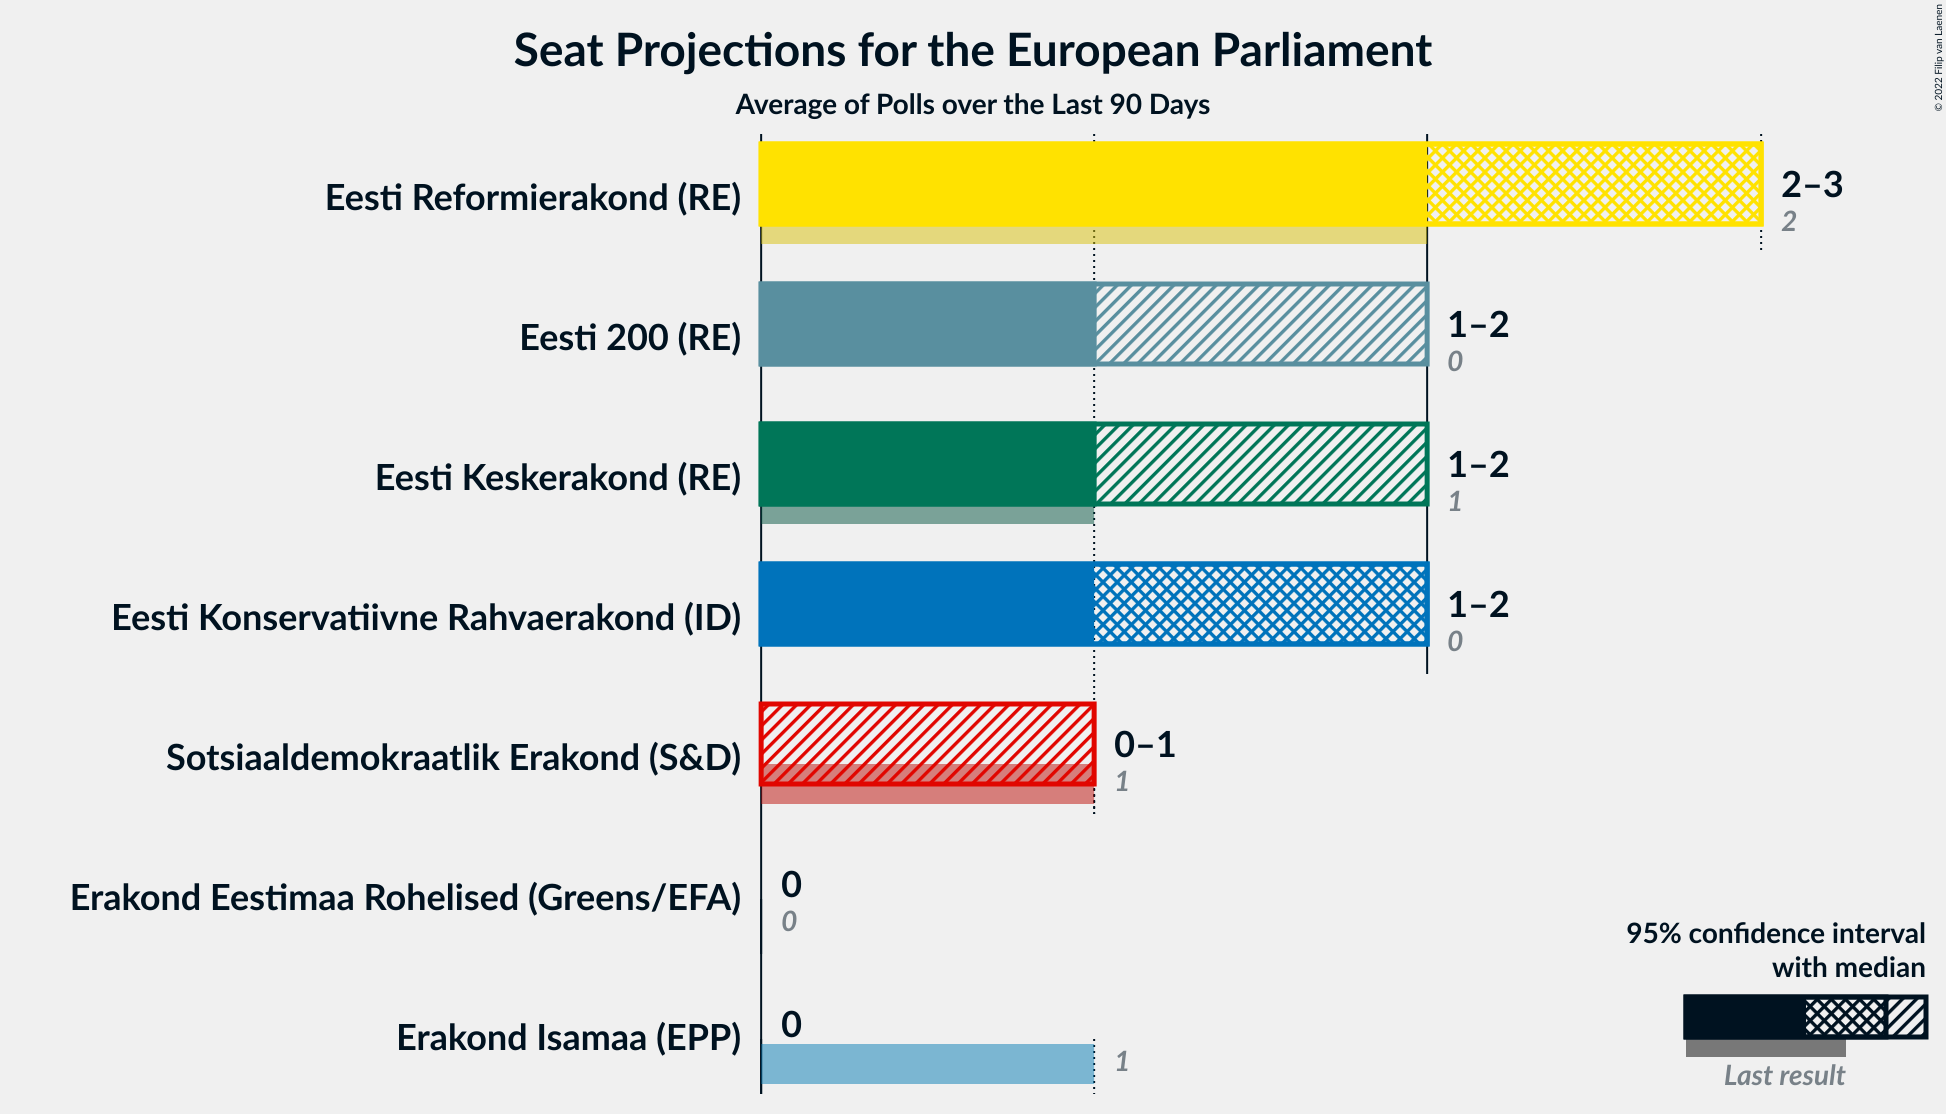 Seat Projections for the European Parliament
Average of Polls over the Last 90 Days
© 2022 Filip van Laenen
Eesti Reformierakond (RE)
2–3
2
Eesti 200 (RE)
1–2
0
Eesti Keskerakond (RE)
1–2
1
Eesti Konservatiivne Rahvaerakond (ID)
1–2
0
Sotsiaaldemokraatlik Erakond (S&D)
0–1
1
Erakond Eestimaa Rohelised (Greens/EFA)
0
0
Erakond Isamaa (EPP)
0
1
95% confidence interval
with median
Last result